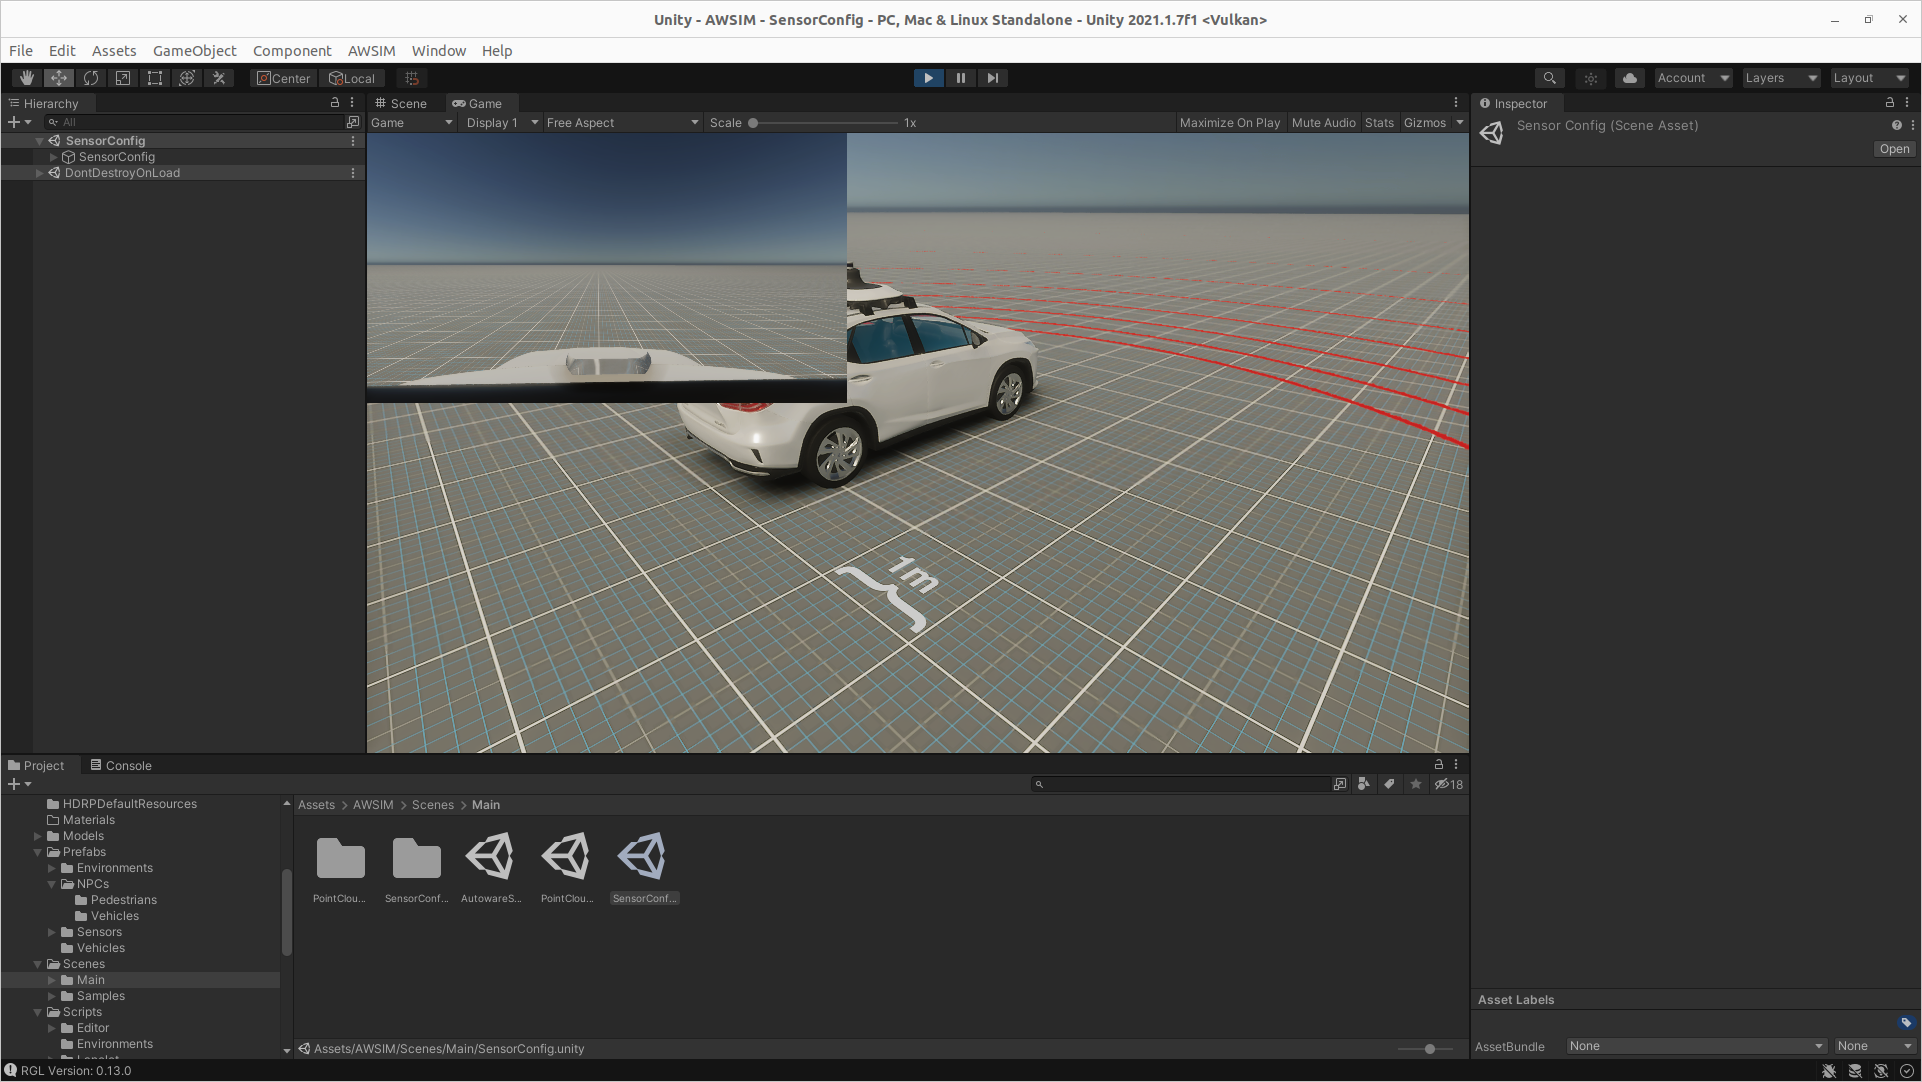 Unity - AWSIM - SensorConfig - PC, Mac & Linux Standalone - Unity 2021.1.7f1 <Vulkan>
File Edit Assets GameObject Component AWSIM Window Help
Center Local Account Layers Layout
Hierarchy
All
SensorConfig
SensorConfig
DontDestroyOnLoad
Scene Game
Game Display 1 Free Aspect Scale 1x Maximize On Play Mute Audio Stats Gizmos
1m
Inspector
Sensor Config (Scene Asset)
Open
Project Console
18
HDRPDefaultResources
Materials
Models
Prefabs
Environments
NPCs
Pedestrians
Vehicles
Sensors
Vehicles
Scenes
Main
Samples
Scripts
Editor
Environments
Assets > AWSIM > Scenes > Main
PointClou... SensorConf... AutowareS... PointClou... SensorConf...
Assets/AWSIM/Scenes/Main/SensorConfig.unity
Asset Labels
AssetBundle None None
RGL Version: 0.13.0